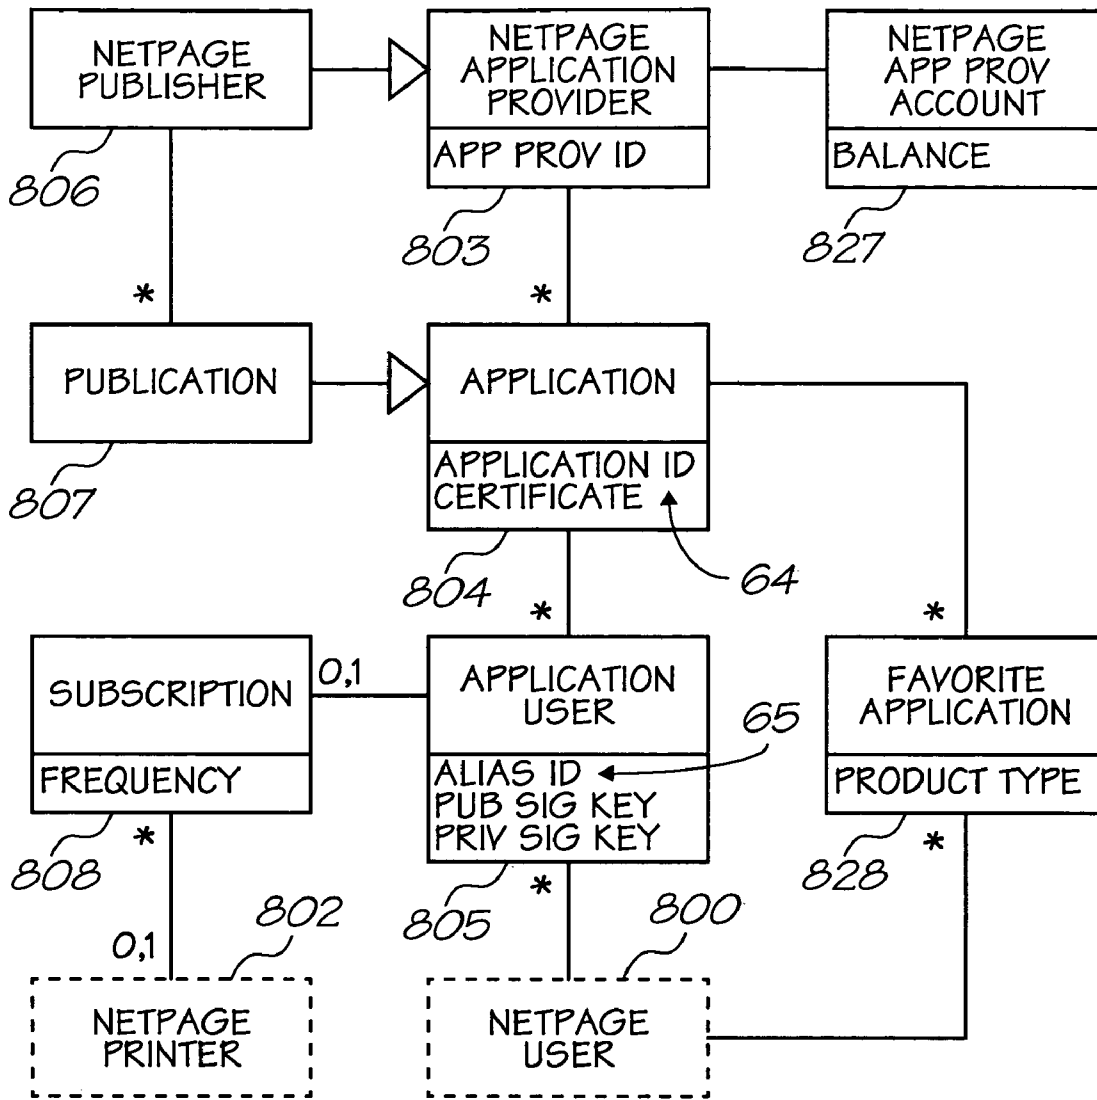 NETPAGE
PUBLISHER
NETPAGE
APPLICATION
PROVIDER
APP PROV ID
NETPAGE
APP PROV
ACCOUNT
BALANCE
806
803
827
*
*
PUBLICATION
APPLICATION
APPLICATION ID
CERTIFICATE
807
804
64
*
*
SUBSCRIPTION
FREQUENCY
0,1
APPLICATION
USER
ALIAS ID
PUB SIG KEY
PRIV SIG KEY
65
FAVORITE
APPLICATION
PRODUCT TYPE
808
*
805
*
828
*
802
800
0,1
NETPAGE
PRINTER
NETPAGE
USER